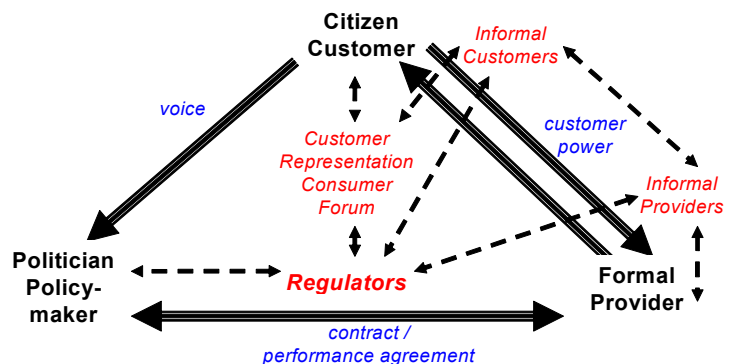 Citizen
Customer
Informal
Customers
voice
customer
power
Customer
Representation
Consumer
Forum
Informal
Providers
Politician
Policy-
maker
Regulators
Formal
Provider
contract /
performance agreement